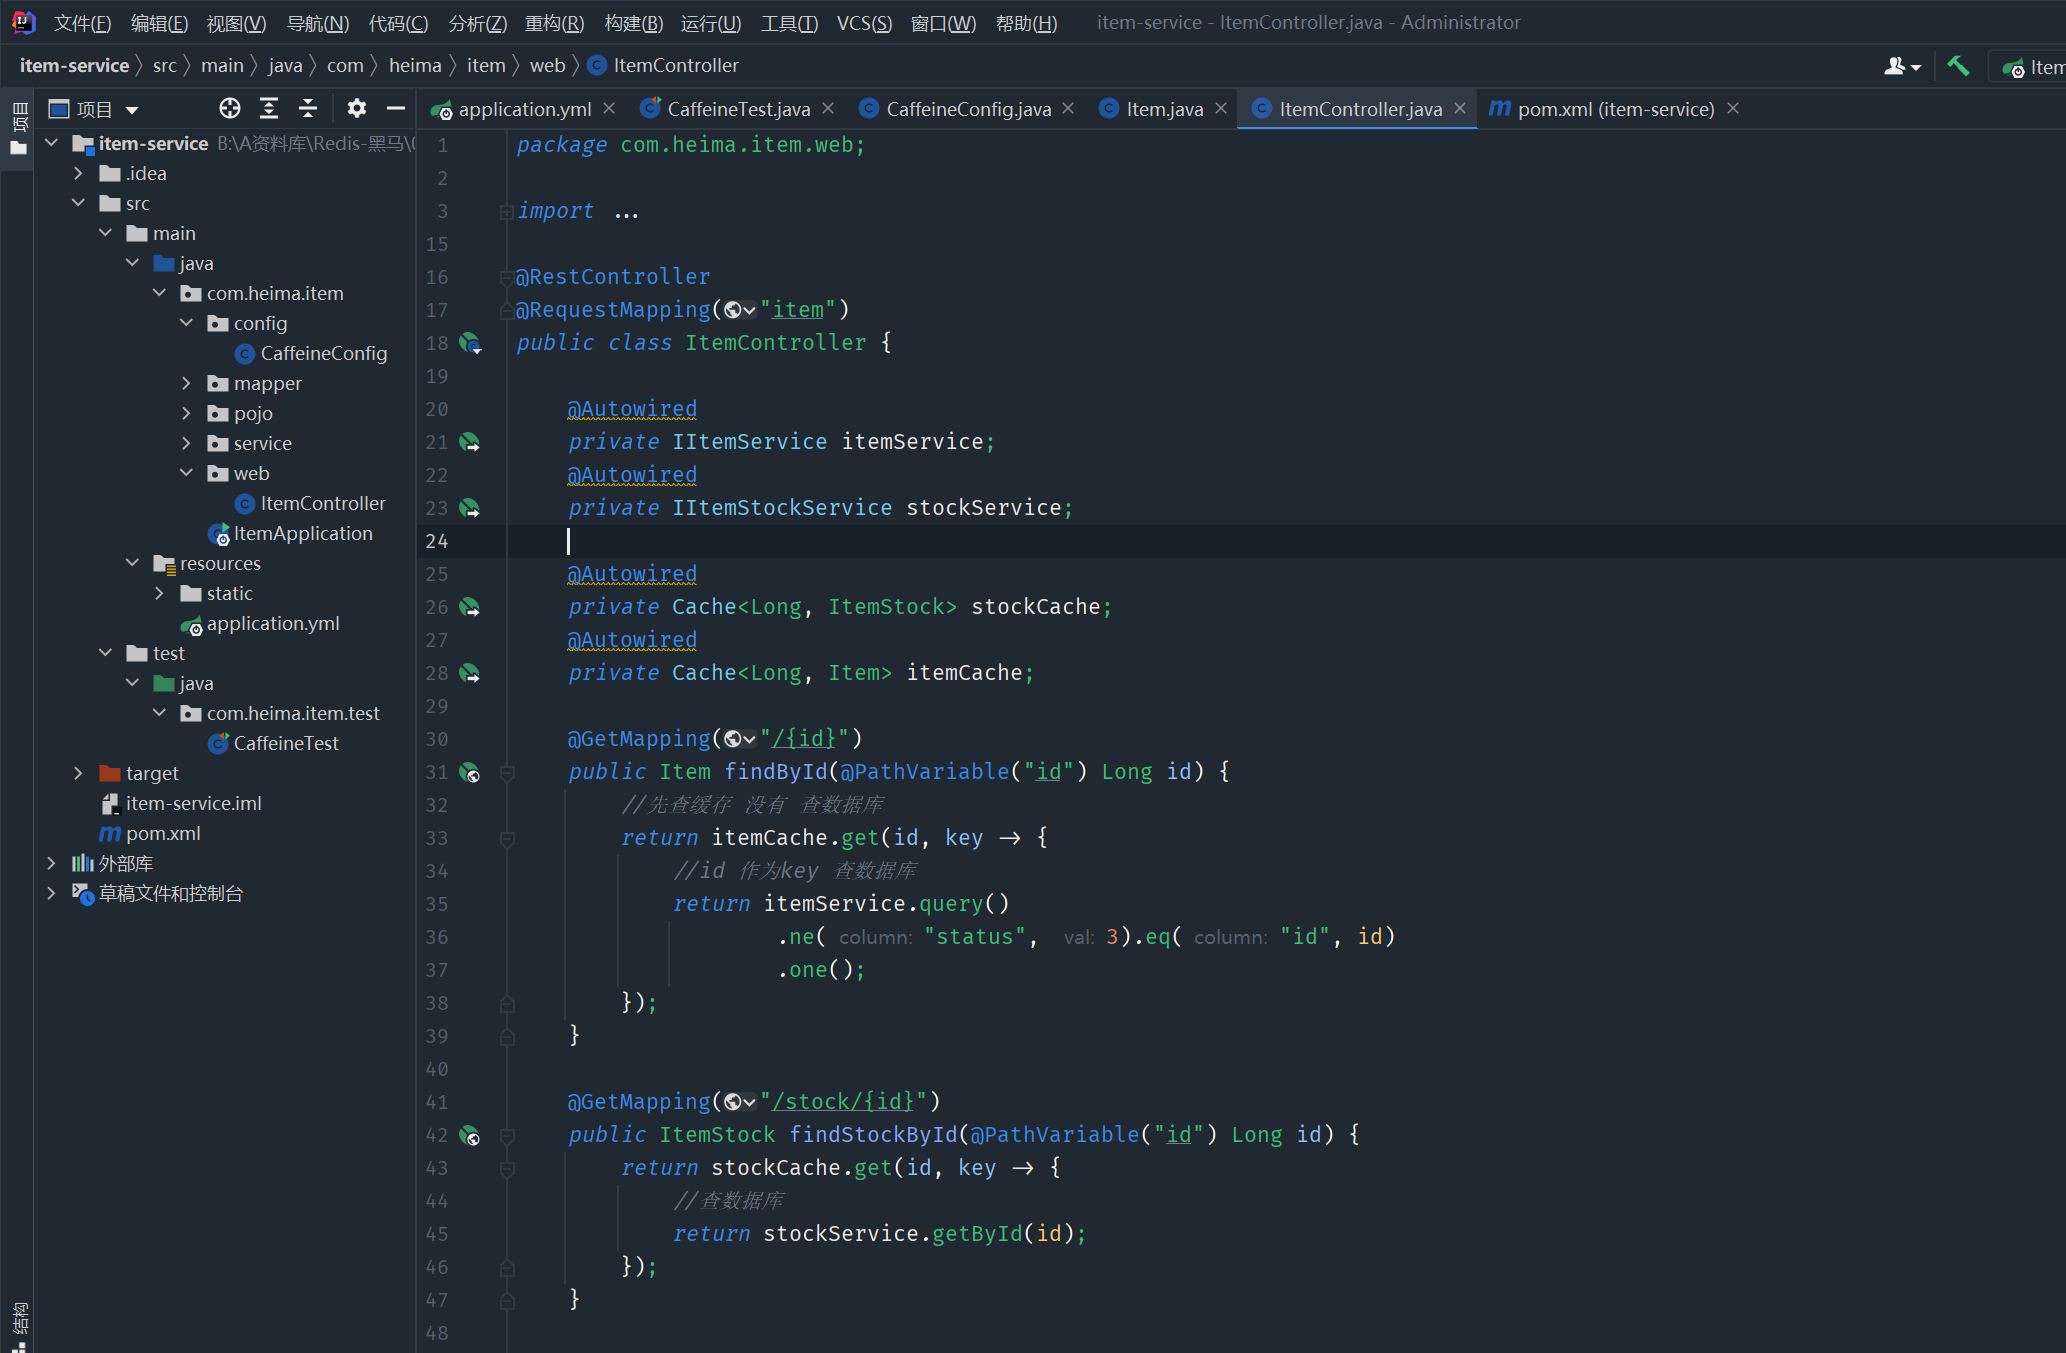 文件(F) 编辑(E) 视图(V) 导航(N) 代码(C) 分析(Z) 重构(R) 构建(B) 运行(U) 工具(T) VCS(S) 窗口(W) 帮助(H) item-service - ItemController.java - Administrator
item-service 〉 src 〉 main 〉 java 〉 com 〉 heima 〉 item 〉 web 〉 ItemController
项目
application.yml CaffeineTest.java CaffeineConfig.java Item.java ItemController.java pom.xml (item-service)
项目
item-service B:\A资料库\Redis-黑马\
.idea
src
main
java
com.heima.item
config
CaffeineConfig
mapper
pojo
service
web
ItemController
ItemApplication
resources
static
application.yml
test
java
com.heima.item.test
CaffeineTest
target
item-service.iml
pom.xml
外部库
草稿文件和控制台
结构
1 package com.heima.item.web;
2
3 import ...
15
16 @RestController
17 @RequestMapping("item")
18 public class ItemController {
19
20 @Autowired
21 private IItemService itemService;
22 @Autowired
23 private IItemStockService stockService;
24
25 @Autowired
26 private Cache<Long, ItemStock> stockCache;
27 @Autowired
28 private Cache<Long, Item> itemCache;
29
30 @GetMapping("/{id}")
31 public Item findById(@PathVariable("id") Long id) {
32 //先查缓存 没有 查数据库
33 return itemCache.get(id, key -> {
34 //id 作为key 查数据库
35 return itemService.query()
36 .ne( column: "status", val: 3).eq( column: "id", id)
37 .one();
38 });
39 }
40
41 @GetMapping("/stock/{id}")
42 public ItemStock findStockById(@PathVariable("id") Long id) {
43 return stockCache.get(id, key -> {
44 //查数据库
45 return stockService.getById(id);
46 });
47 }
48